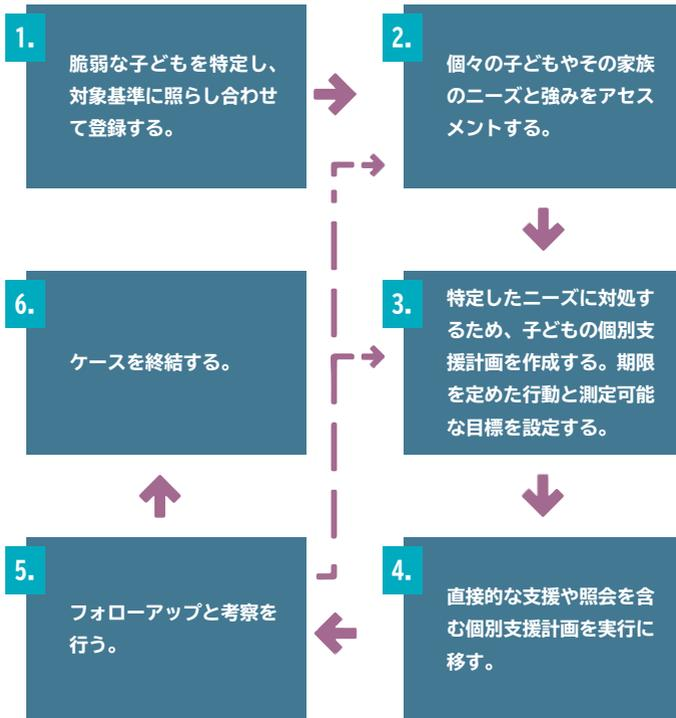 1.
脆弱な子どもを特定し、
対象基準に照らし合わせ
て登録する。
2.
個々の子どもやその家族
のニーズと強みをアセス
メントする。
3.
特定したニーズに対処す
るため、子どもの個別支
援計画を作成する。期限
を定めた行動と測定可能
な目標を設定する。
4.
直接的な支援や照会を含
む個別支援計画を実行に
移す。
5.
フォローアップと考察を
行う。
6.
ケースを終結する。